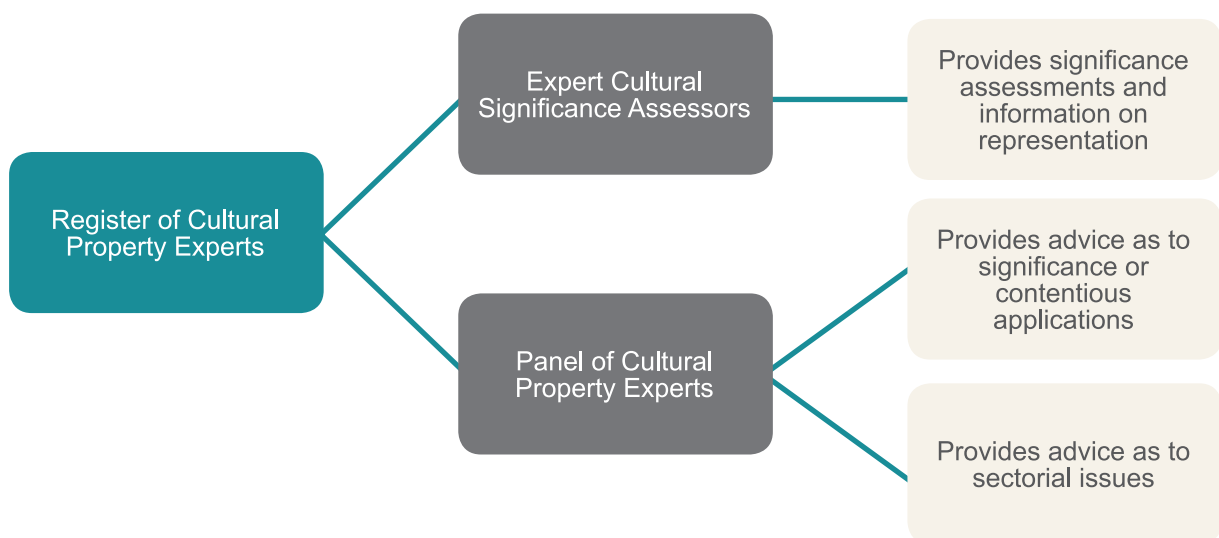 Register of Cultural
Property Experts
Expert Cultural
Significance Assessors
Provides significance
assessments and
information on
representation
Panel of Cultural
Property Experts
Provides advice as to
significance or
contentious
applications
Provides advice as to
sectorial issues